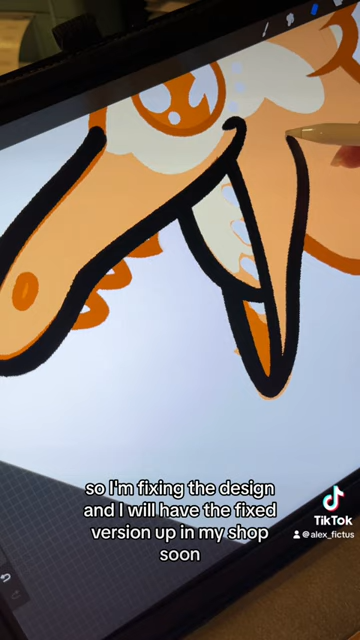 so I'm fixing the design
and I will have the fixed
version up in my shop
soon
TikTok
@alex_fictus